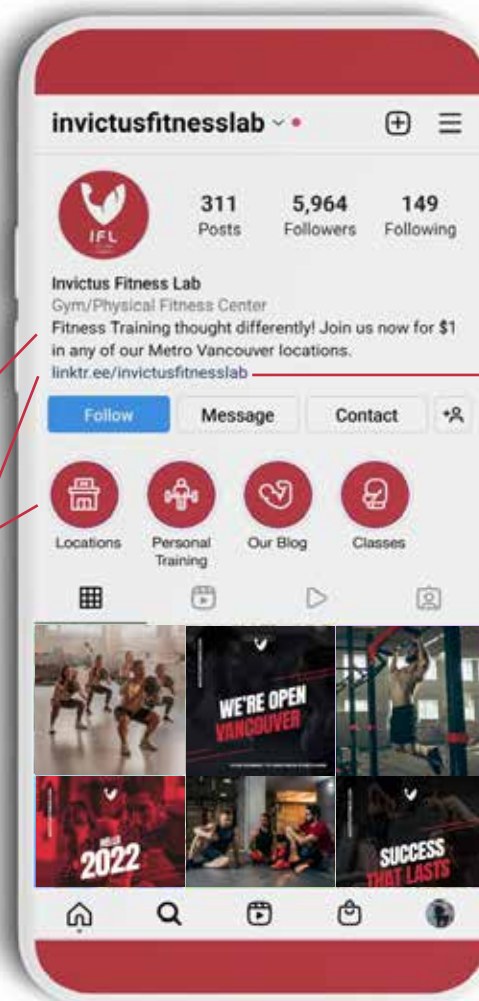 invictusfitnesslab
311
Posts
5,964
Followers
149
Following
IFL
Invictus Fitness Lab
Gym/Physical Fitness Center
Fitness Training thought differently! Join us now for $1
in any of our Metro Vancouver locations.
linktr.ee/invictusfitnesslab
Follow
Message
Contact
Locations
Personal
Training
Our Blog
Classes
WE'RE OPEN
VANCOUVER
HELLO
2022
SUCCESS
THAT LASTS